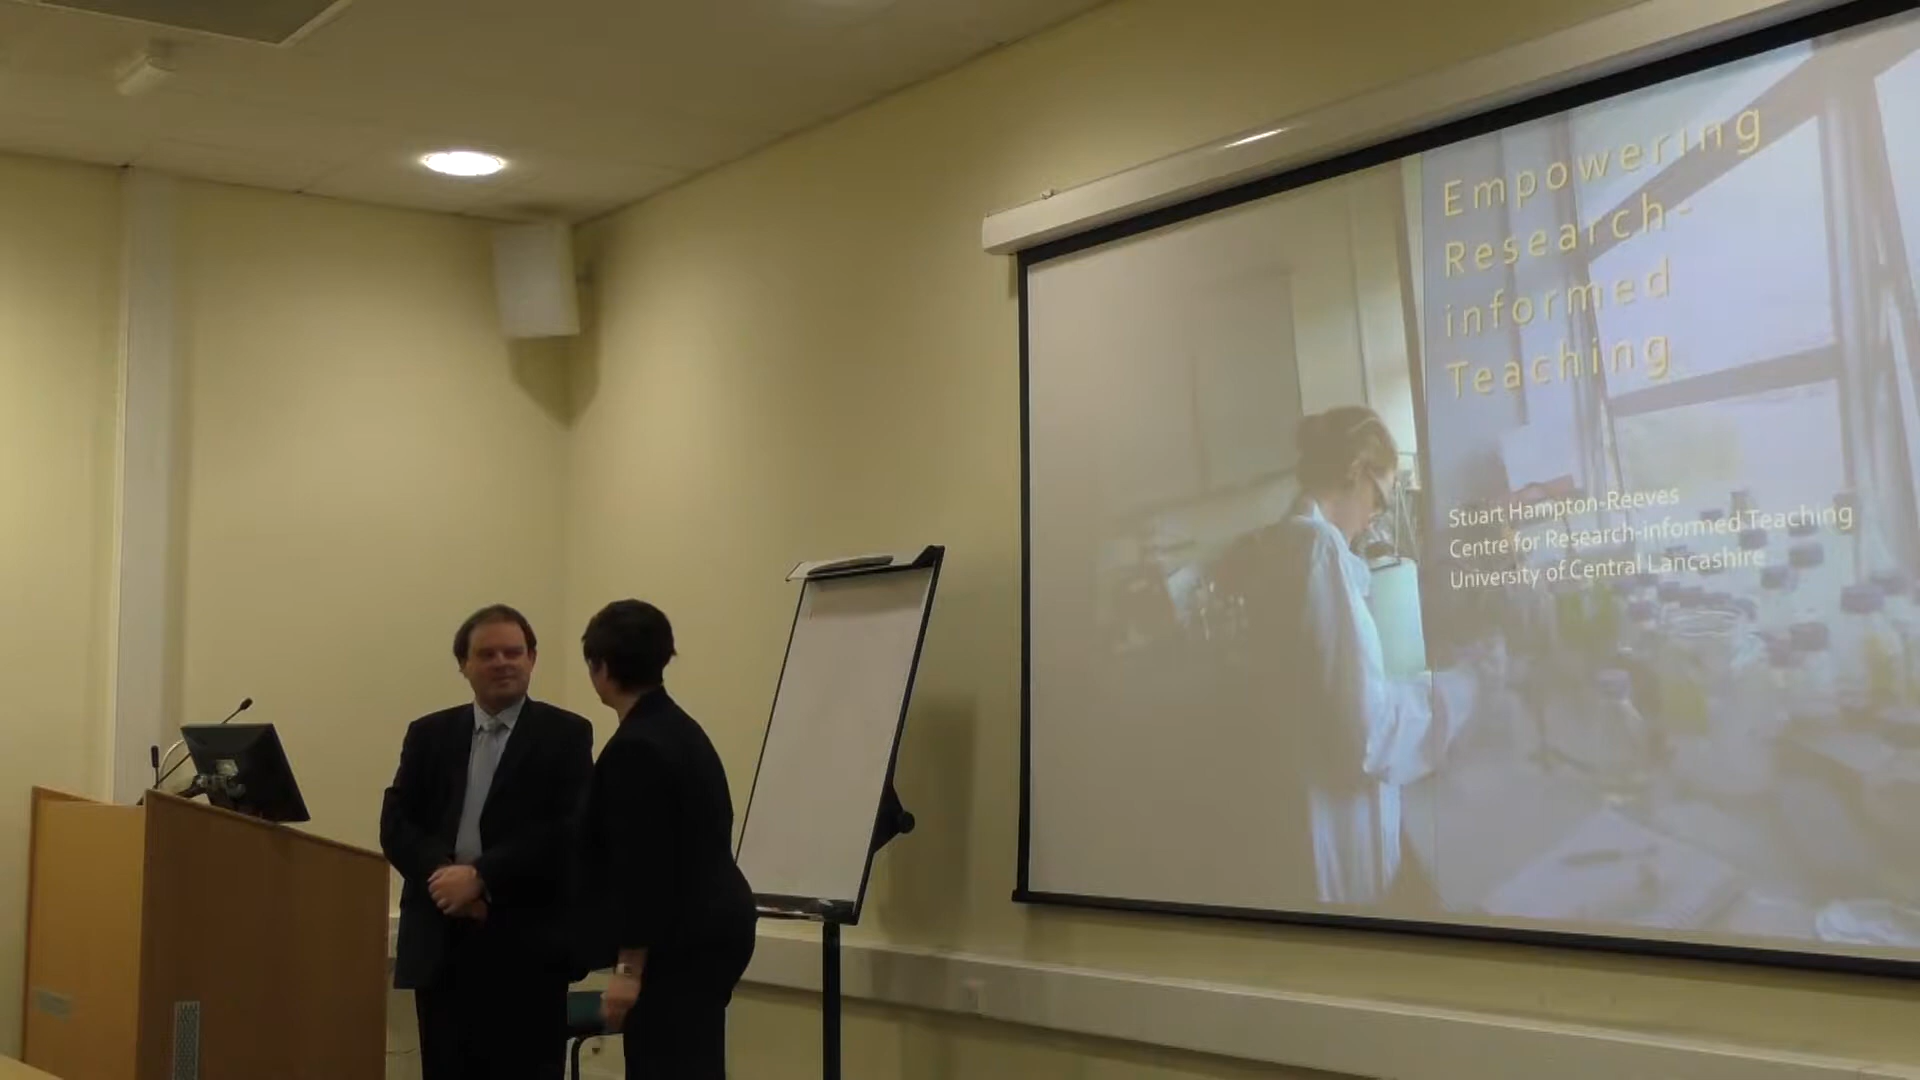 Empowering
Research-
informed
Teaching
Stuart Hampton-Reeves
Centre for Research-informed Teaching
University of Central Lancashire